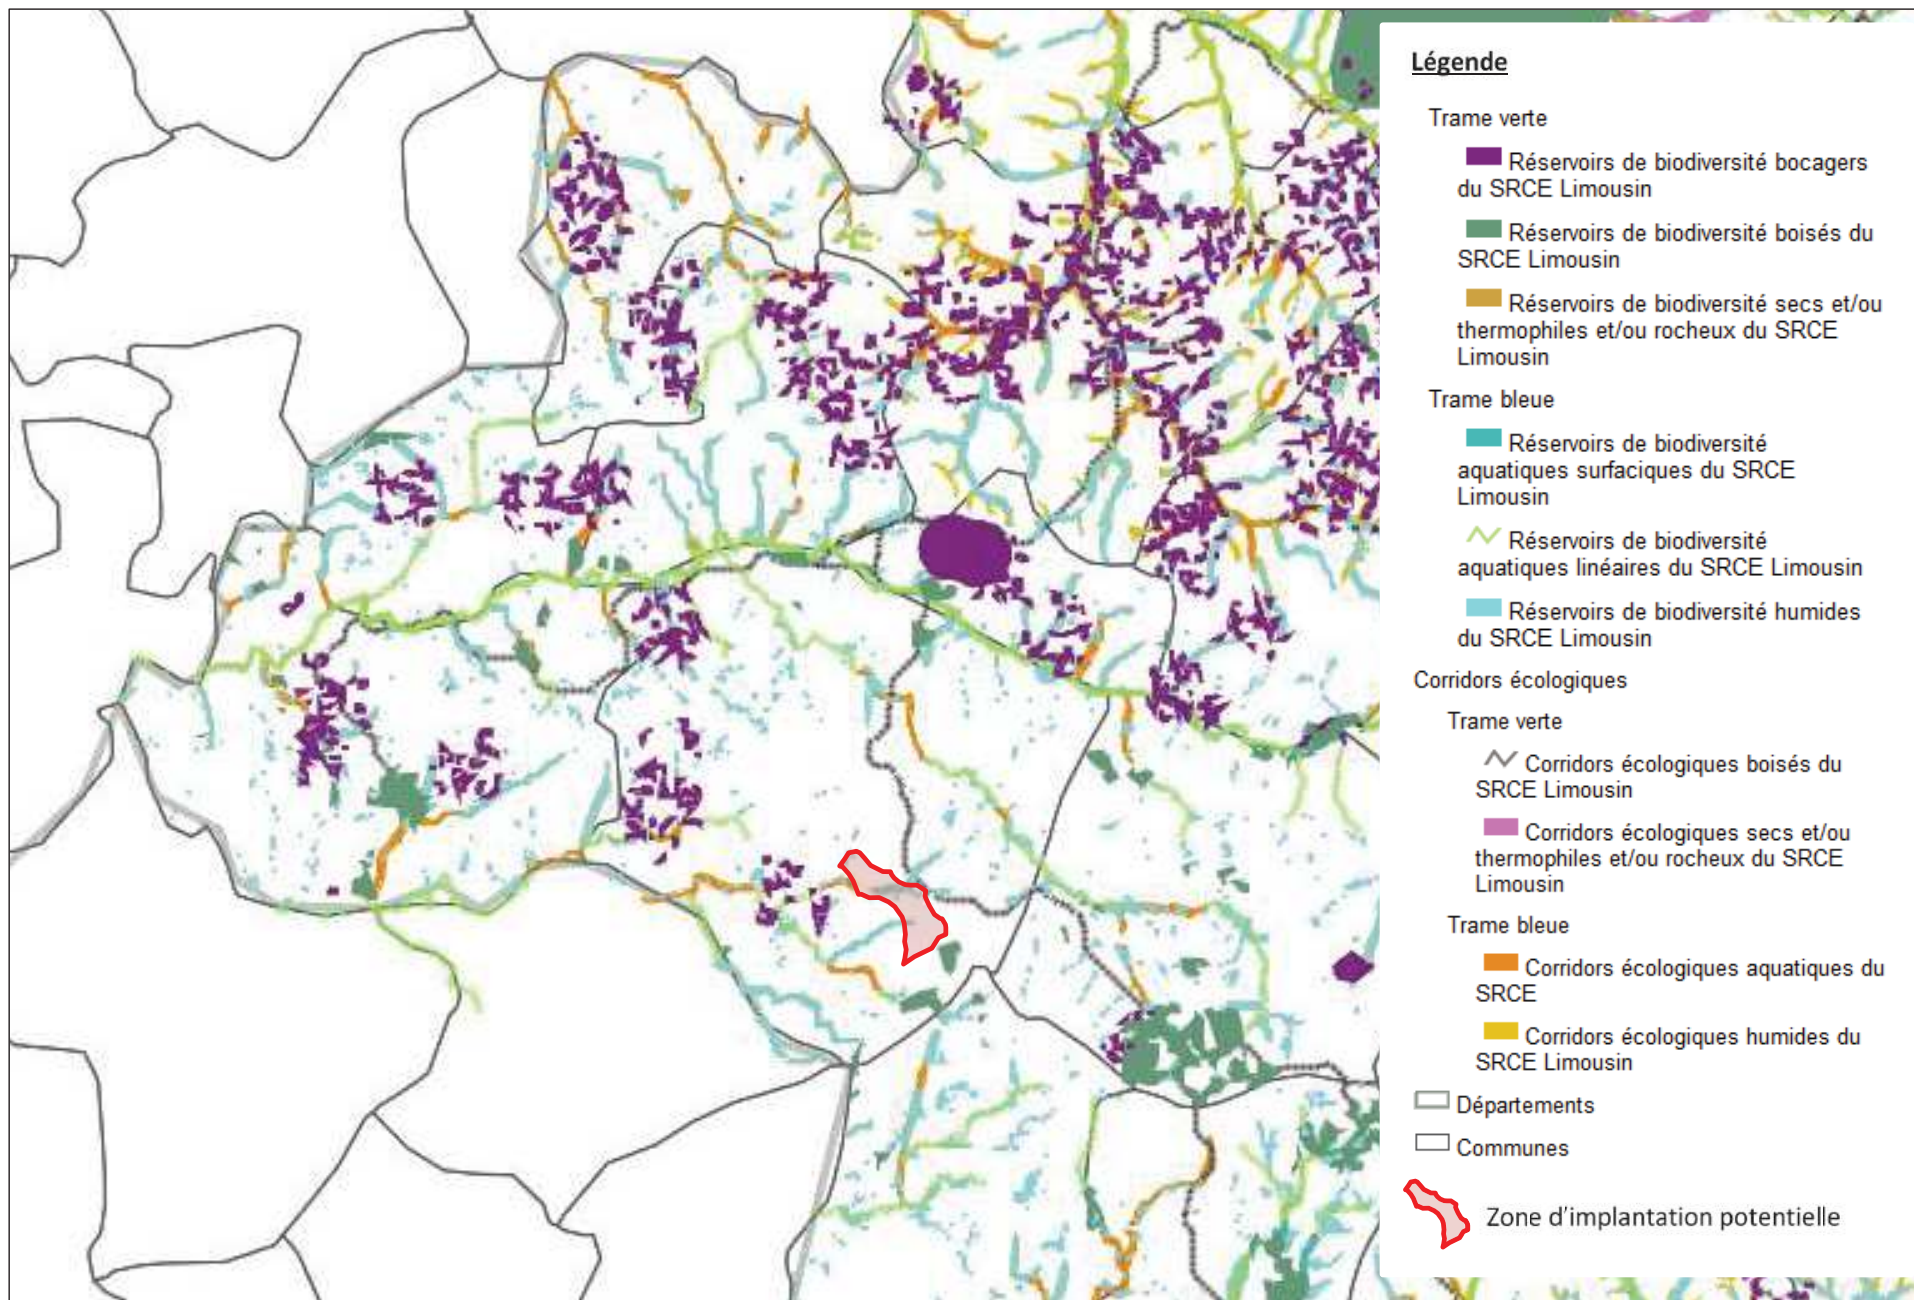 Légende
Trame verte
Réservoirs de biodiversité bocagers
du SRCE Limousin
Réservoirs de biodiversité boisés du
SRCE Limousin
Réservoirs de biodiversité secs et/ou
thermophiles et/ou rocheux du SRCE
Limousin
Trame bleue
Réservoirs de biodiversité
aquatiques surfaciques du SRCE
Limousin
Réservoirs de biodiversité
aquatiques linéaires du SRCE Limousin
Réservoirs de biodiversité humides
du SRCE Limousin
Corridors écologiques
Trame verte
Corridors écologiques boisés du
SRCE Limousin
Corridors écologiques secs et/ou
thermophiles et/ou rocheux du SRCE
Limousin
Trame bleue
Corridors écologiques aquatiques du
SRCE
Corridors écologiques humides du
SRCE Limousin
Départements
Communes
Zone d'implantation potentielle